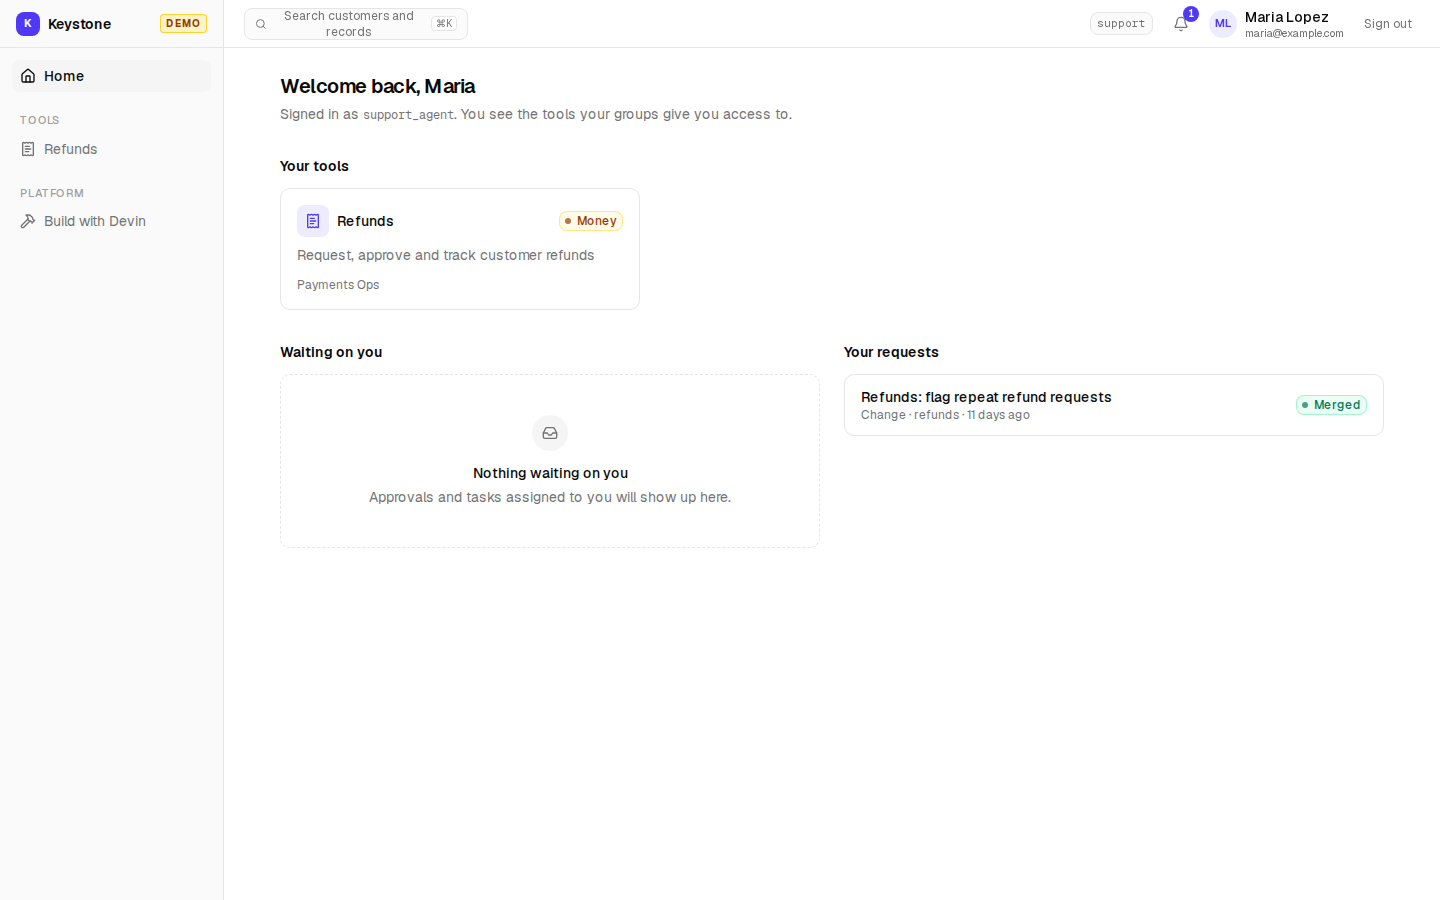 K Keystone DEMO
Search customers and records ⌘K
support
1
ML
Maria Lopez
maria@example.com
Sign out
Home
TOOLS
Refunds
PLATFORM
Build with Devin
Welcome back, Maria
Signed in as support_agent. You see the tools your groups give you access to.
Your tools
Refunds Money
Request, approve and track customer refunds
Payments Ops
Waiting on you
Nothing waiting on you
Approvals and tasks assigned to you will show up here.
Your requests
Refunds: flag repeat refund requests
Change · refunds · 11 days ago
Merged